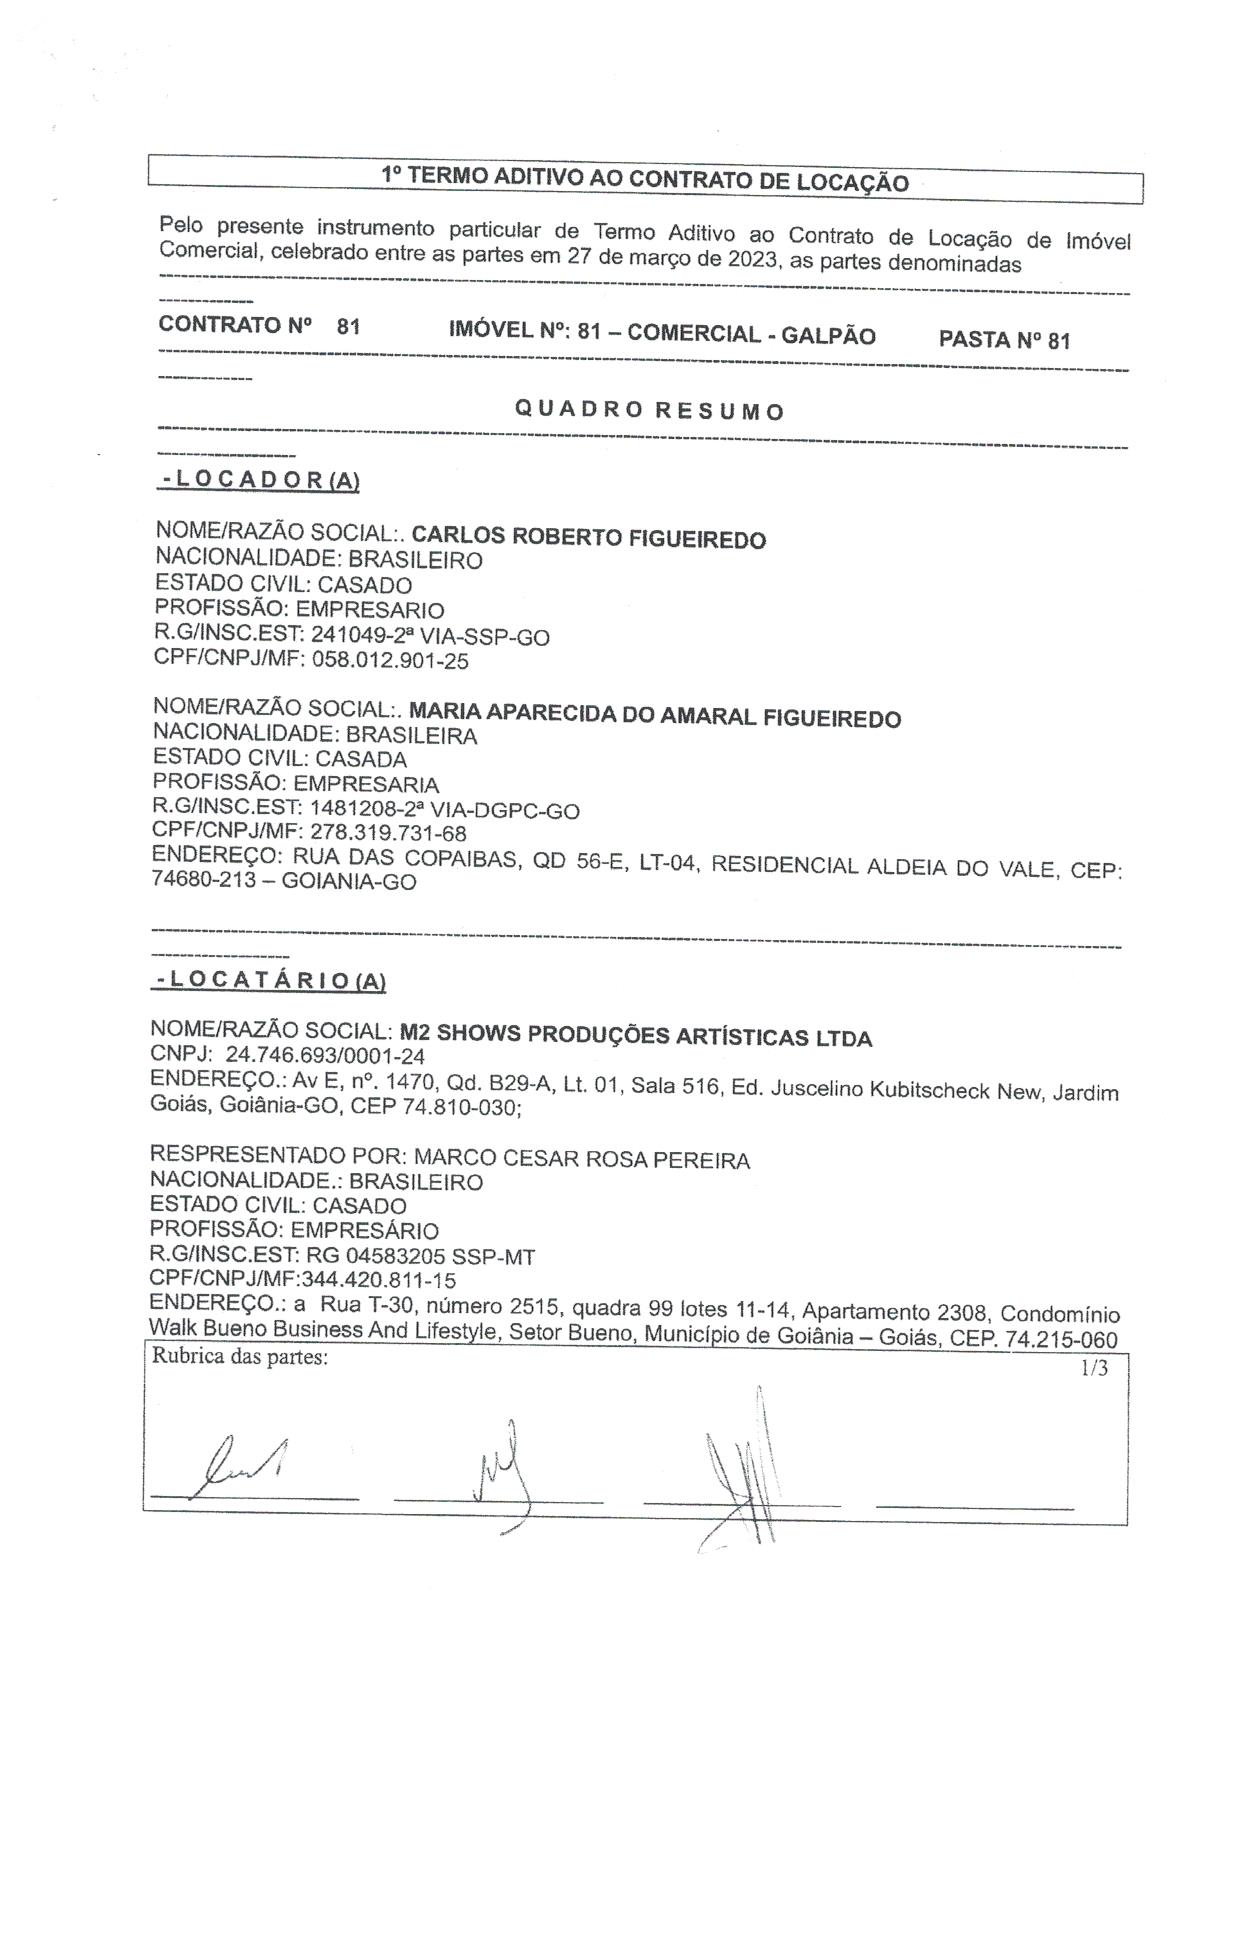 1º TERMO ADITIVO AO CONTRATO DE LOCAÇÃO
Pelo presente instrumento particular de Termo Aditivo ao Contrato de Locação de Imóvel
Comercial, celebrado entre as partes em 27 de março de 2023, as partes denominadas
CONTRATO Nº 81 IMÓVEL Nº: 81 – COMERCIAL - GALPÃO PASTA Nº 81
Q U A D R O R E S U M O
- L O C A D O R (A)
NOME/RAZÃO SOCIAL:. CARLOS ROBERTO FIGUEIREDO
NACIONALIDADE: BRASILEIRO
ESTADO CIVIL: CASADO
PROFISSÃO: EMPRESARIO
R.G/INSC.EST: 241049-2ª VIA-SSP-GO
CPF/CNPJ/MF: 058.012.901-25
NOME/RAZÃO SOCIAL:. MARIA APARECIDA DO AMARAL FIGUEIREDO
NACIONALIDADE: BRASILEIRA
ESTADO CIVIL: CASADA
PROFISSÃO: EMPRESARIA
R.G/INSC.EST: 1481208-2ª VIA-DGPC-GO
CPF/CNPJ/MF: 278.319.731-68
ENDEREÇO: RUA DAS COPAIBAS, QD 56-E, LT-04, RESIDENCIAL ALDEIA DO VALE, CEP:
74680-213 – GOIANIA-GO
- L O C A T Á R I O (A)
NOME/RAZÃO SOCIAL: M2 SHOWS PRODUÇÕES ARTÍSTICAS LTDA
CNPJ: 24.746.693/0001-24
ENDEREÇO.: Av E, nº. 1470, Qd. B29-A, Lt. 01, Sala 516, Ed. Juscelino Kubitscheck New, Jardim
Goiás, Goiânia-GO, CEP 74.810-030;
RESPRESENTADO POR: MARCO CESAR ROSA PEREIRA
NACIONALIDADE.: BRASILEIRO
ESTADO CIVIL: CASADO
PROFISSÃO: EMPRESÁRIO
R.G/INSC.EST: RG 04583205 SSP-MT
CPF/CNPJ/MF:344.420.811-15
ENDEREÇO.: a Rua T-30, número 2515, quadra 99 lotes 11-14, Apartamento 2308, Condomínio
Walk Bueno Business And Lifestyle, Setor Bueno, Município de Goiânia – Goiás, CEP. 74.215-060
Rubrica das partes: 1/3